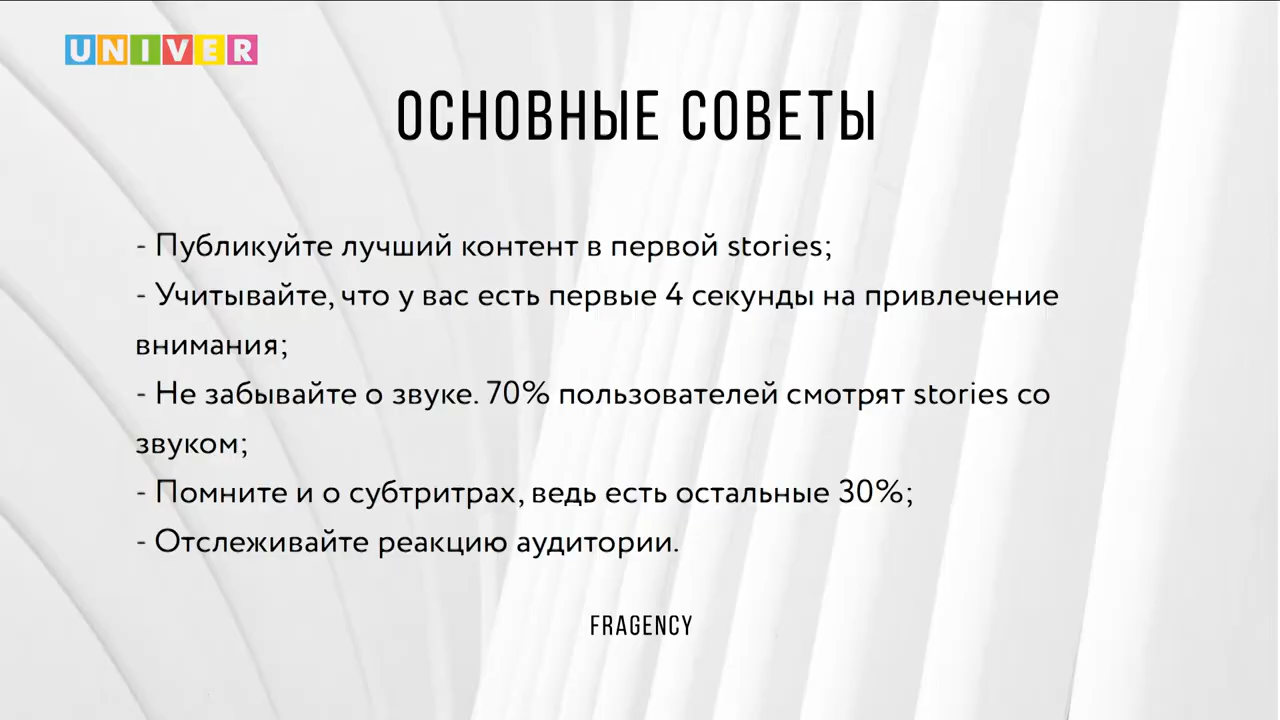 UNIVER
ОСНОВНЫЕ СОВЕТЫ
- Публикуйте лучший контент в первой stories;
- Учитывайте, что у вас есть первые 4 секунды на привлечение
внимания;
- Не забывайте о звуке. 70% пользователей смотрят stories со
звуком;
- Помните и о субтритрах, ведь есть остальные 30%;
- Отслеживайте реакцию аудитории.
FRAGENCY